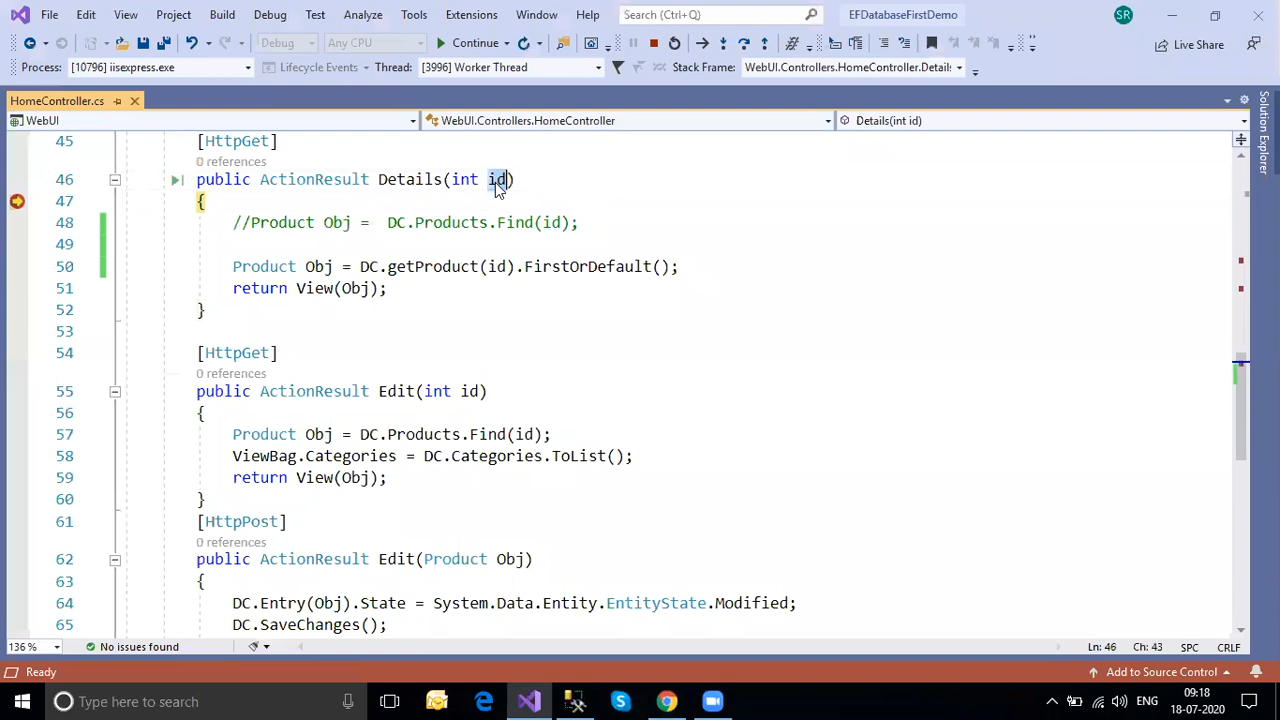 File Edit View Project Build Debug Test Analyze Tools Extensions Window Help Search (Ctrl+Q) EFDatabaseFirstDemo SR
Debug Any CPU Continue Live Share
Process: [10796] iisexpress.exe Lifecycle Events Thread: [3996] Worker Thread Stack Frame: WebUI.Controllers.HomeController.Details
HomeController.cs
WebUI WebUI.Controllers.HomeController Details(int id)
Solution Explorer
45 [HttpGet]
0 references
46 public ActionResult Details(int id)
47 {
48 //Product Obj =  DC.Products.Find(id);
49
50 Product Obj = DC.getProduct(id).FirstOrDefault();
51 return View(Obj);
52 }
53
54 [HttpGet]
0 references
55 public ActionResult Edit(int id)
56 {
57 Product Obj = DC.Products.Find(id);
58 ViewBag.Categories = DC.Categories.ToList();
59 return View(Obj);
60 }
61 [HttpPost]
0 references
62 public ActionResult Edit(Product Obj)
63 {
64 DC.Entry(Obj).State = System.Data.Entity.EntityState.Modified;
65 DC.SaveChanges();
136 % No issues found Ln: 46 Ch: 43 SPC CRLF
Ready Add to Source Control
Type here to search ENG 09:18
18-07-2020